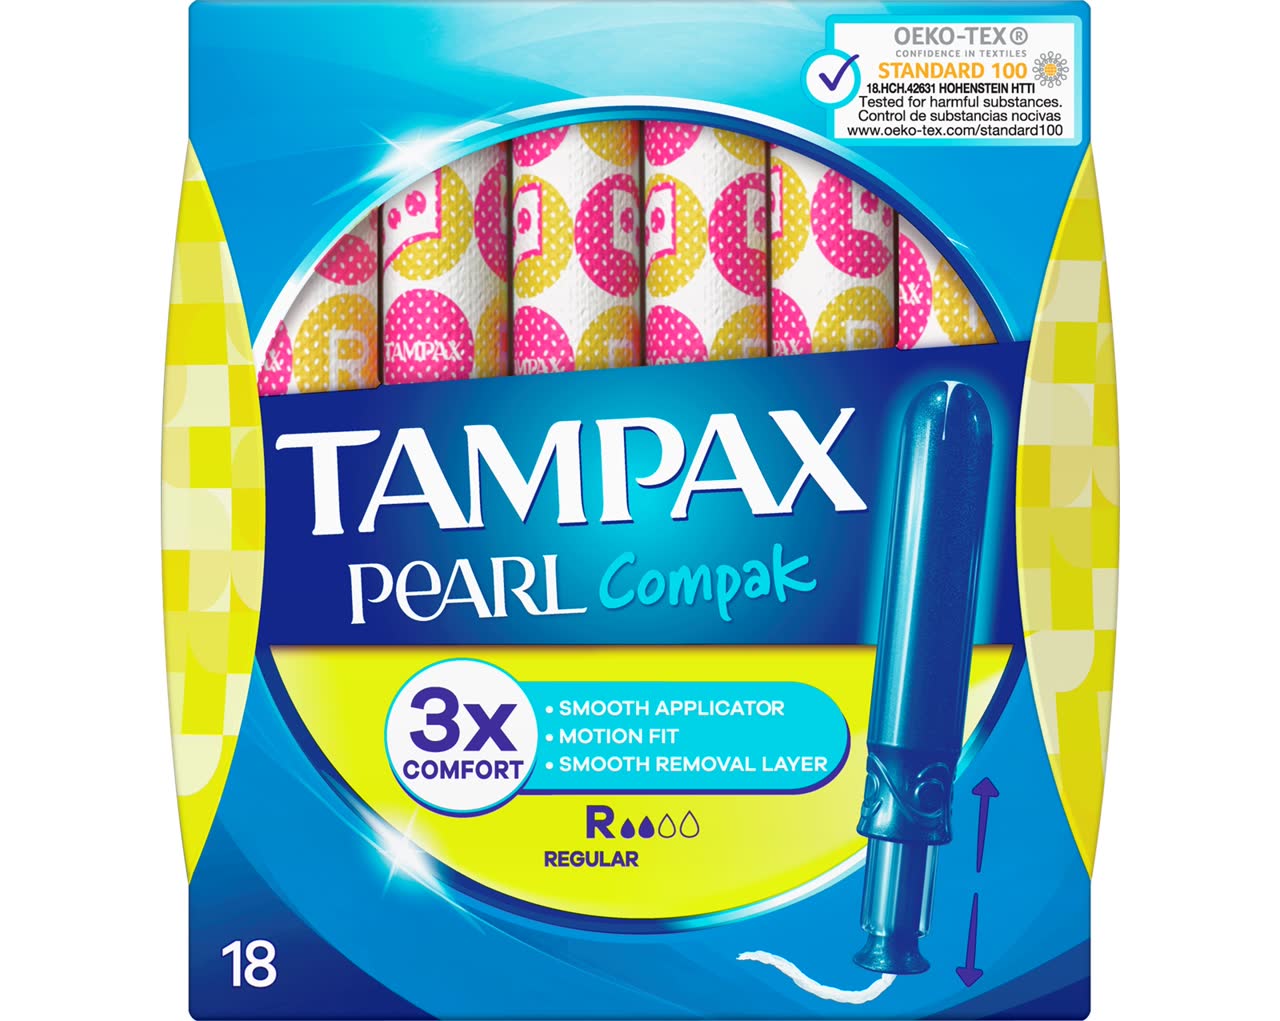 OEKO-TEX®
CONFIDENCE IN TEXTILES
STANDARD 100
18.HCH.42631 HOHENSTEIN HTTI
Tested for harmful substances.
Control de substancias nocivas
www.oeko-tex.com/standard100
R
TAMPAX
TAMPAX
PEARL Compak
3x
COMFORT
• SMOOTH APPLICATOR
• MOTION FIT
• SMOOTH REMOVAL LAYER
R
REGULAR
18